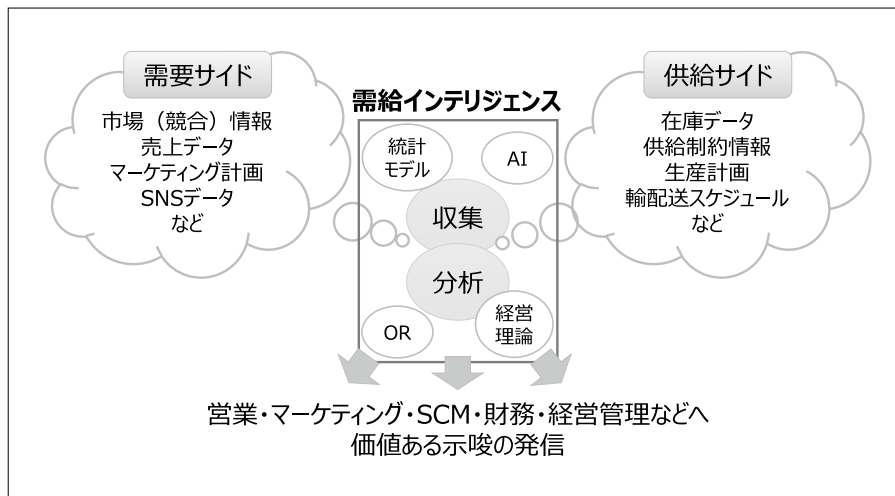 需要サイド
市場（競合）情報
売上データ
マーケティング計画
SNSデータ
など
需給インテリジェンス
統計
モデル
AI
収集
分析
OR
経営
理論
供給サイド
在庫データ
供給制約情報
生産計画
輸配送スケジュール
など
営業・マーケティング・SCM・財務・経営管理などへ
価値ある示唆の発信